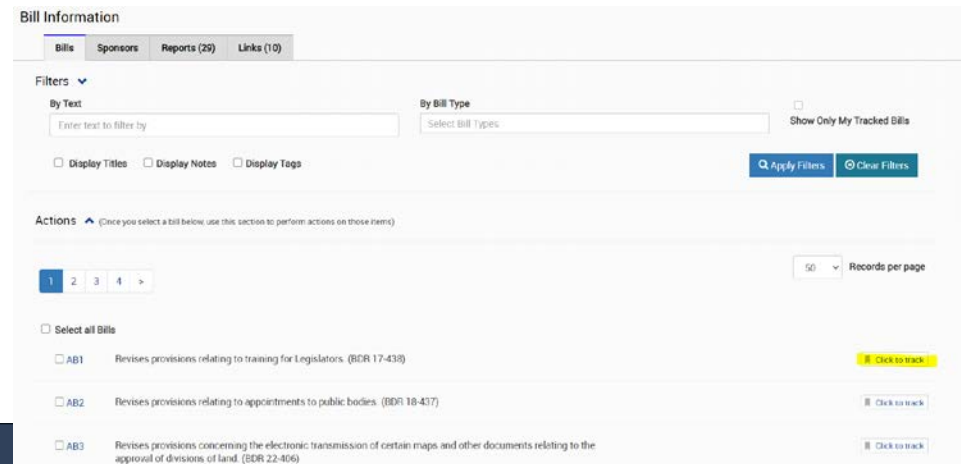 Bill Information
Bills Sponsors Reports (29) Links (10)
Filters
By Text By Bill Type
Enter text to filter by Select Bill Types Show Only My Tracked Bills
Display Titles Display Notes Display Tags Apply Filters Clear Filters
Actions (Once you select a bill below, use this section to perform actions on those items)
1 2 3 4 > 50 Records per page
Select all Bills
AB1 Revises provisions relating to training for Legislators. (BDR 17-438) Click to track
AB2 Revises provisions relating to appointments to public bodies. (BDR 18-437) Click to track
AB3 Revises provisions concerning the electronic transmission of certain maps and other documents relating to the Click to track
approval of divisions of land. (BDR 22-406)